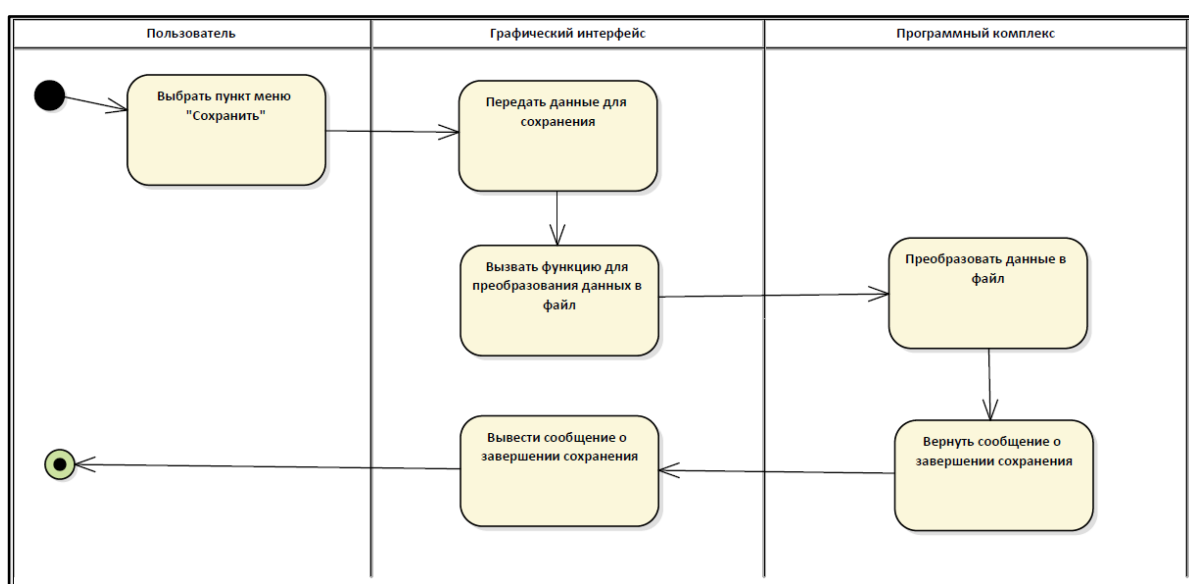 Пользователь
Графический интерфейс
Программный комплекс
Выбрать пункт меню
"Сохранить"
Передать данные для
сохранения
Вызвать функцию для
преобразования данных в
файл
Преобразовать данные в
файл
Вывести сообщение о
завершении сохранения
Вернуть сообщение о
завершении сохранения